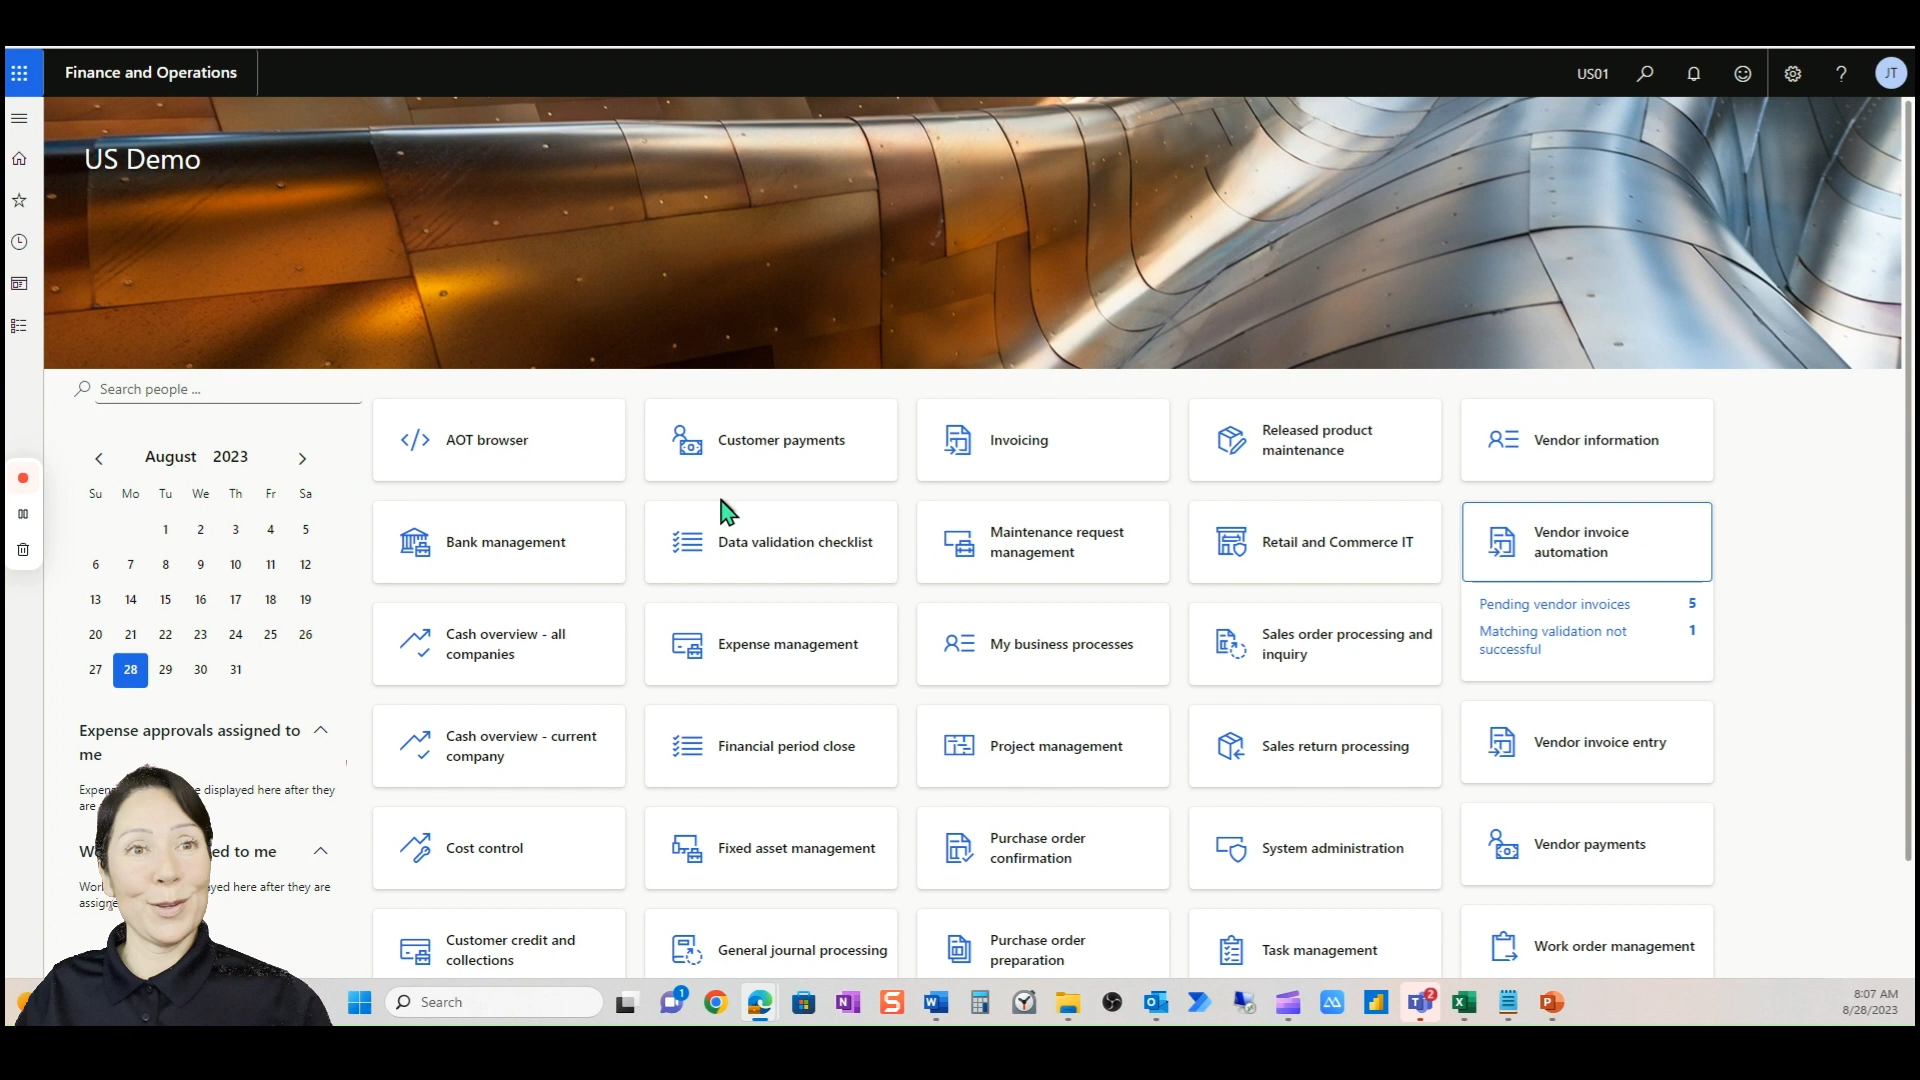 Finance and Operations
US01
JT
US Demo
Search people ...
August 2023
Su Mo Tu We Th Fr Sa
1 2 3 4 5
6 7 8 9 10 11 12
13 14 15 16 17 18 19
20 21 22 23 24 25 26
27 28 29 30 31
Expense approvals assigned to
me
displayed here after they
are
ed to me
here after they are
AOT browser
Bank management
Cash overview - all
companies
Cash overview - current
company
Cost control
Customer credit and
collections
Customer payments
Data validation checklist
Expense management
Financial period close
Fixed asset management
General journal processing
Invoicing
Maintenance request
management
My business processes
Project management
Purchase order
confirmation
Purchase order
preparation
Released product
maintenance
Retail and Commerce IT
Sales order processing and
inquiry
Sales return processing
System administration
Task management
Vendor information
Vendor invoice
automation
Pending vendor invoices 5
Matching validation not 1
successful
Vendor invoice entry
Vendor payments
Work order management
Search
1
2
8:07 AM
8/28/2023